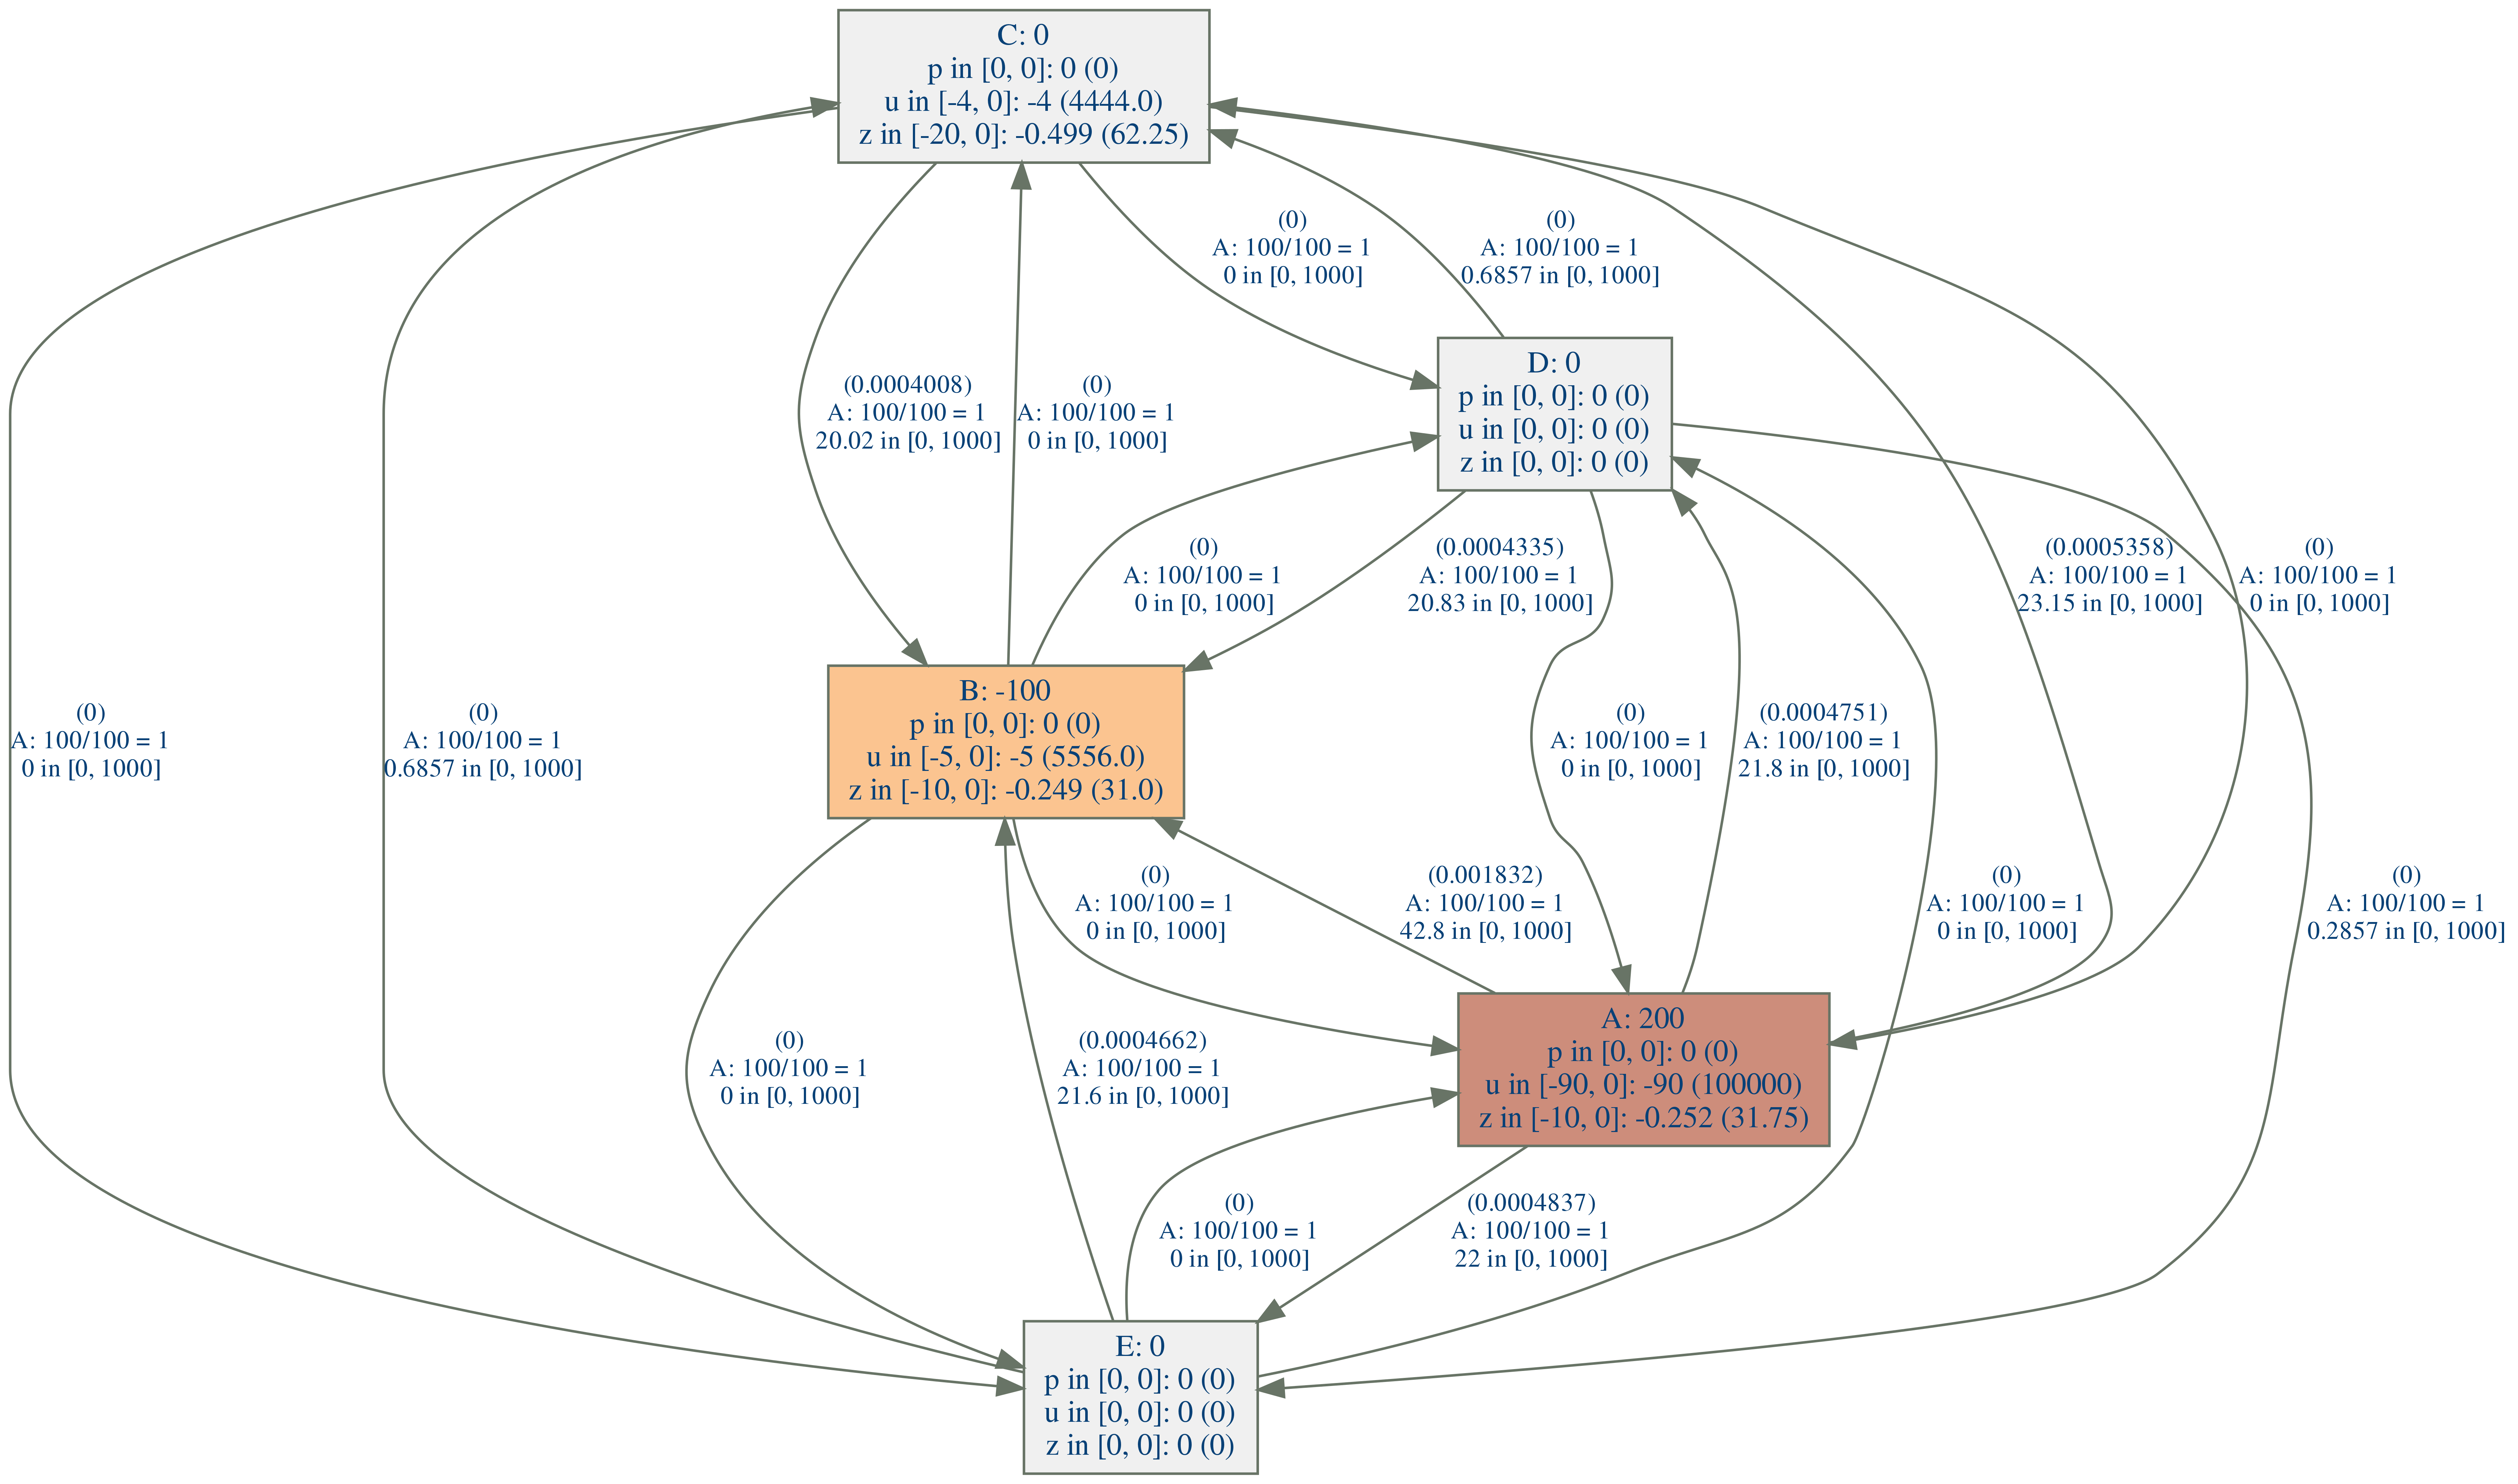 C: 0
p in [0, 0]: 0 (0)
u in [-4, 0]: -4 (4444.0)
z in [-20, 0]: -0.499 (62.25)
(0)
A: 100/100 = 1
0 in [0, 1000]
(0)
A: 100/100 = 1
0.6857 in [0, 1000]
D: 0
p in [0, 0]: 0 (0)
u in [0, 0]: 0 (0)
z in [0, 0]: 0 (0)
(0.0004008)
A: 100/100 = 1
20.02 in [0, 1000]
(0)
A: 100/100 = 1
0 in [0, 1000]
(0)
A: 100/100 = 1
0 in [0, 1000]
(0.0004335)
A: 100/100 = 1
20.83 in [0, 1000]
(0.0005358)
A: 100/100 = 1
23.15 in [0, 1000]
(0)
A: 100/100 = 1
0 in [0, 1000]
(0)
A: 100/100 = 1
0 in [0, 1000]
(0)
A: 100/100 = 1
0.6857 in [0, 1000]
B: -100
p in [0, 0]: 0 (0)
u in [-5, 0]: -5 (5556.0)
z in [-10, 0]: -0.249 (31.0)
(0)
A: 100/100 = 1
0 in [0, 1000]
(0.0004751)
A: 100/100 = 1
21.8 in [0, 1000]
(0)
A: 100/100 = 1
0 in [0, 1000]
(0.001832)
A: 100/100 = 1
42.8 in [0, 1000]
(0)
A: 100/100 = 1
0 in [0, 1000]
(0)
A: 100/100 = 1
0.2857 in [0, 1000]
(0)
A: 100/100 = 1
0 in [0, 1000]
(0.0004662)
A: 100/100 = 1
21.6 in [0, 1000]
A: 200
p in [0, 0]: 0 (0)
u in [-90, 0]: -90 (100000)
z in [-10, 0]: -0.252 (31.75)
(0)
A: 100/100 = 1
0 in [0, 1000]
(0.0004837)
A: 100/100 = 1
22 in [0, 1000]
E: 0
p in [0, 0]: 0 (0)
u in [0, 0]: 0 (0)
z in [0, 0]: 0 (0)